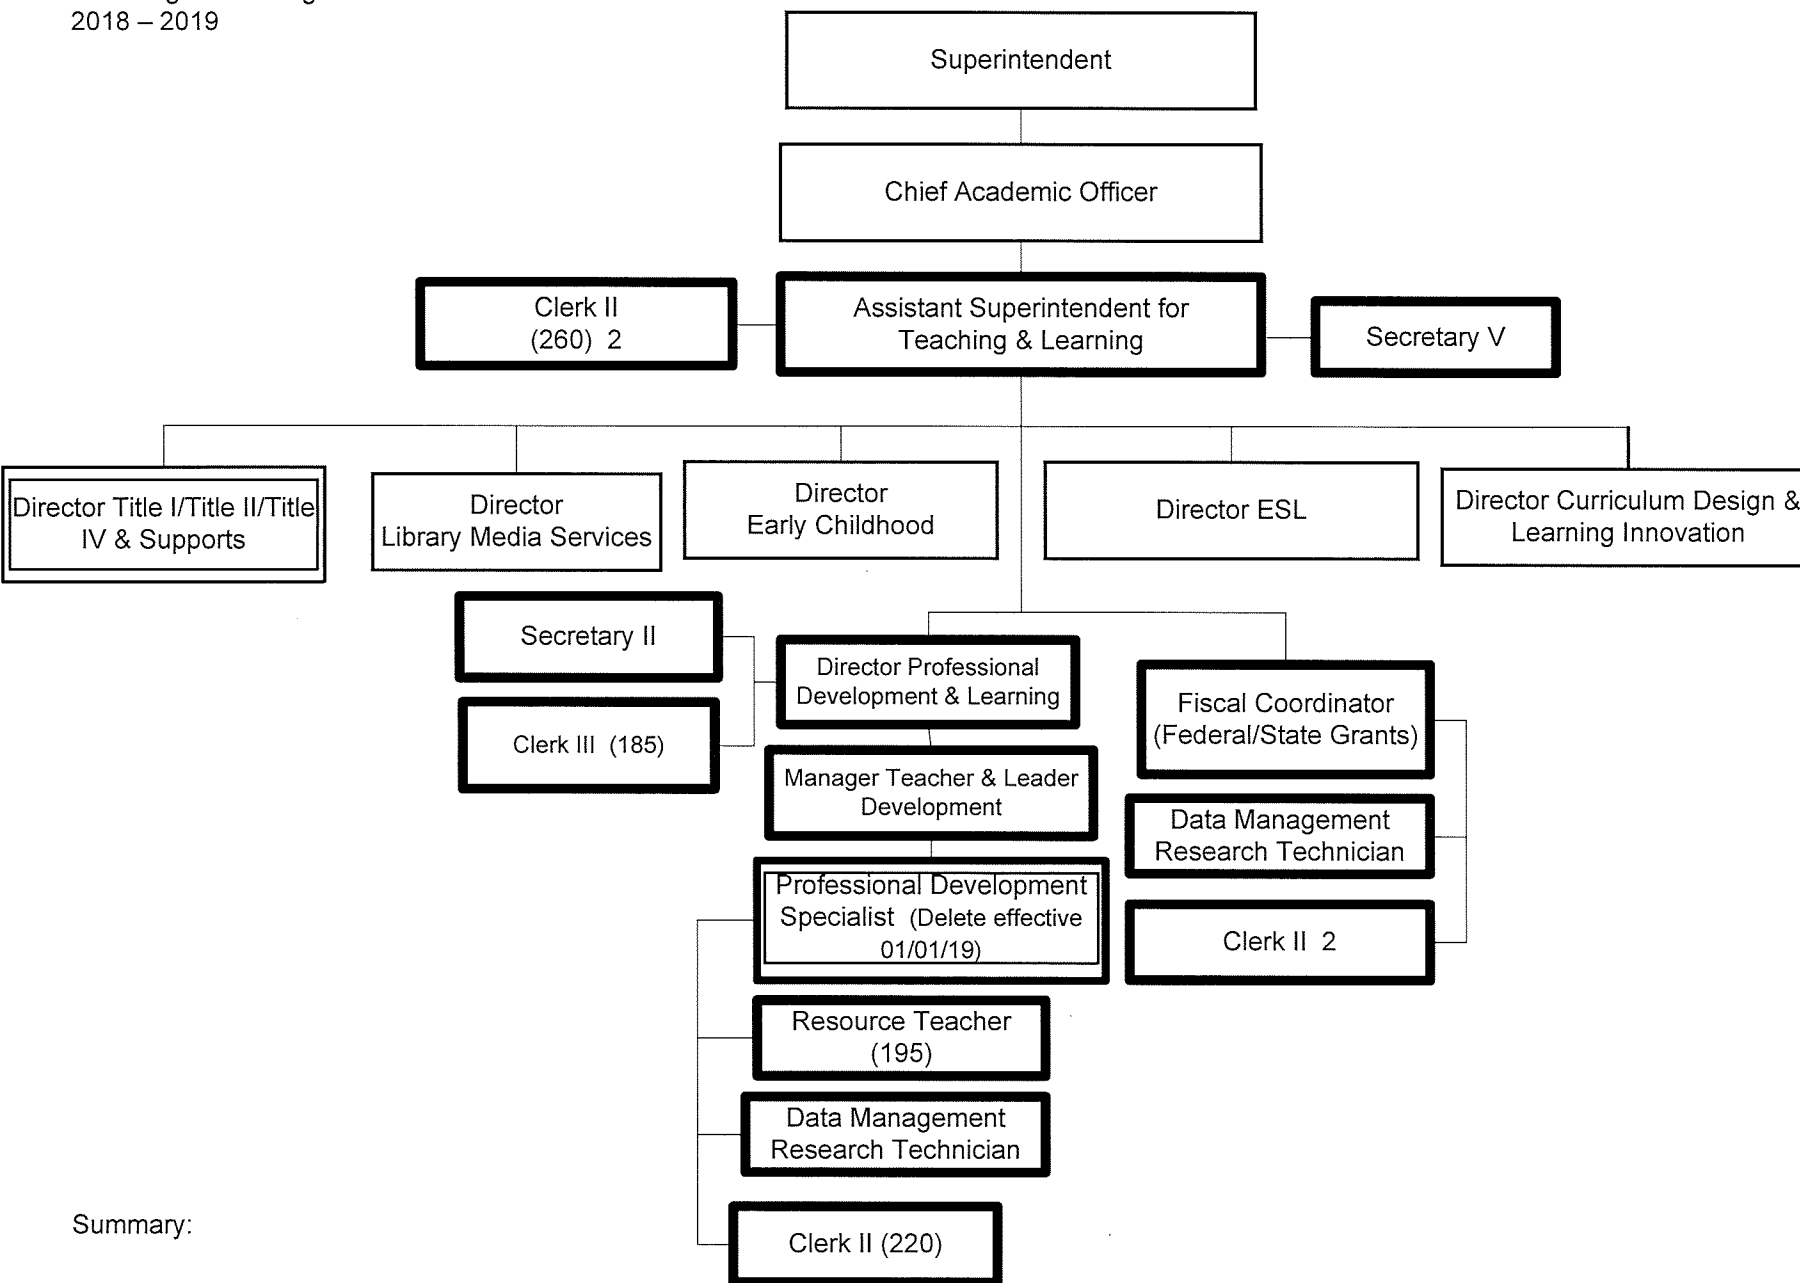 2018 – 2019
Superintendent
Chief Academic Officer
Clerk II
(260) 2
Assistant Superintendent for
Teaching & Learning
Secretary V
Director Title I/Title II/Title
IV & Supports
Director
Library Media Services
Director
Early Childhood
Director ESL
Director Curriculum Design &
Learning Innovation
Secretary II
Clerk III (185)
Director Professional
Development & Learning
Manager Teacher & Leader
Development
Professional Development
Specialist (Delete effective
01/01/19)
Resource Teacher
(195)
Data Management
Research Technician
Clerk II (220)
Fiscal Coordinator
(Federal/State Grants)
Data Management
Research Technician
Clerk II 2
Summary: